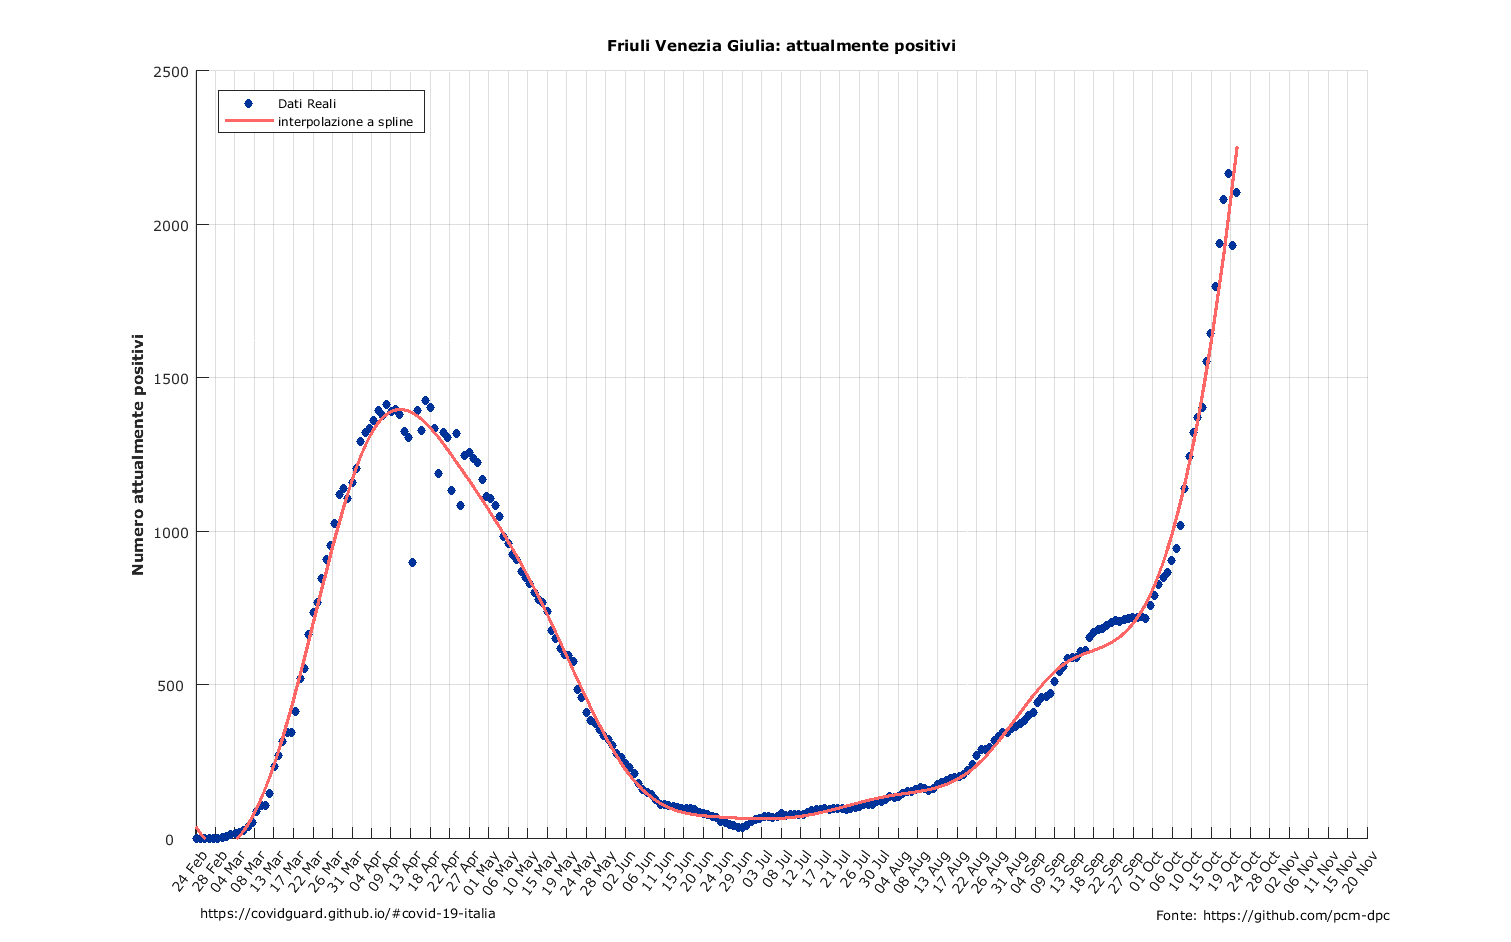 Friuli Venezia Giulia: attualmente positivi
2500
2000
1500
1000
500
0
Numero attualmente positivi
Dati Reali
interpolazione a spline
24 Feb
28 Feb
04 Mar
08 Mar
13 Mar
17 Mar
22 Mar
26 Mar
31 Mar
04 Apr
09 Apr
13 Apr
18 Apr
22 Apr
27 Apr
01 May
06 May
10 May
15 May
19 May
24 May
28 May
02 Jun
06 Jun
11 Jun
15 Jun
20 Jun
24 Jun
29 Jun
03 Jul
08 Jul
12 Jul
17 Jul
21 Jul
26 Jul
30 Jul
04 Aug
08 Aug
13 Aug
17 Aug
22 Aug
26 Aug
31 Aug
04 Sep
09 Sep
13 Sep
18 Sep
22 Sep
27 Sep
01 Oct
06 Oct
10 Oct
15 Oct
19 Oct
24 Oct
28 Oct
02 Nov
06 Nov
11 Nov
15 Nov
20 Nov
https://covidguard.github.io/#covid-19-italia
Fonte: https://github.com/pcm-dpc